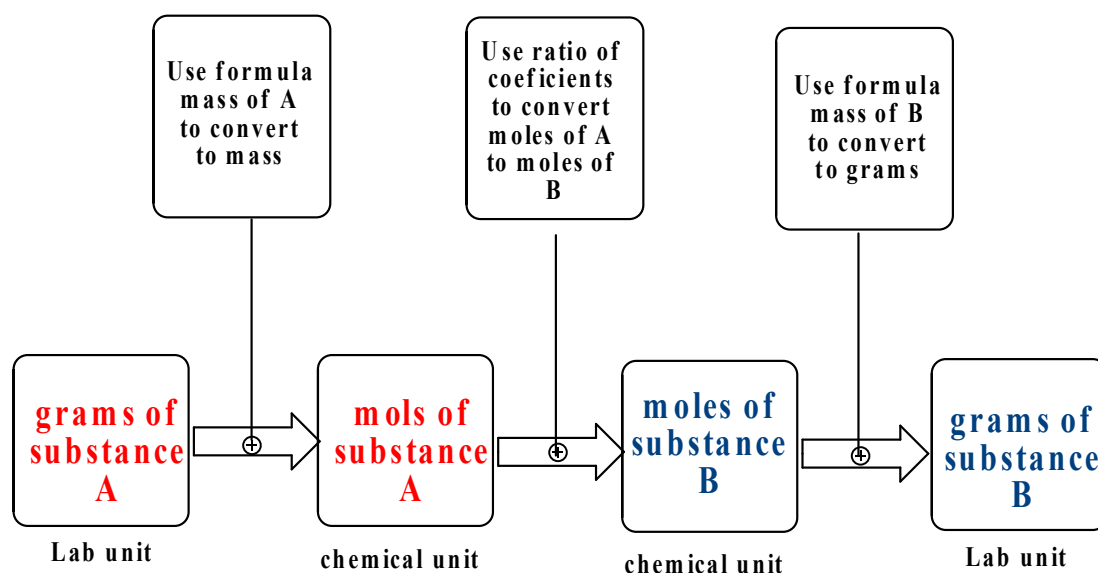 Use formula
mass of A
to convert
to mass
Use ratio of
coeficients
to convert
moles of A
to moles of
B
Use formula
mass of B
to convert
to grams
grams of
substance
A
mols of
substance
A
moles of
substance
B
grams of
substance
B
Lab unit
chemical unit
chemical unit
Lab unit